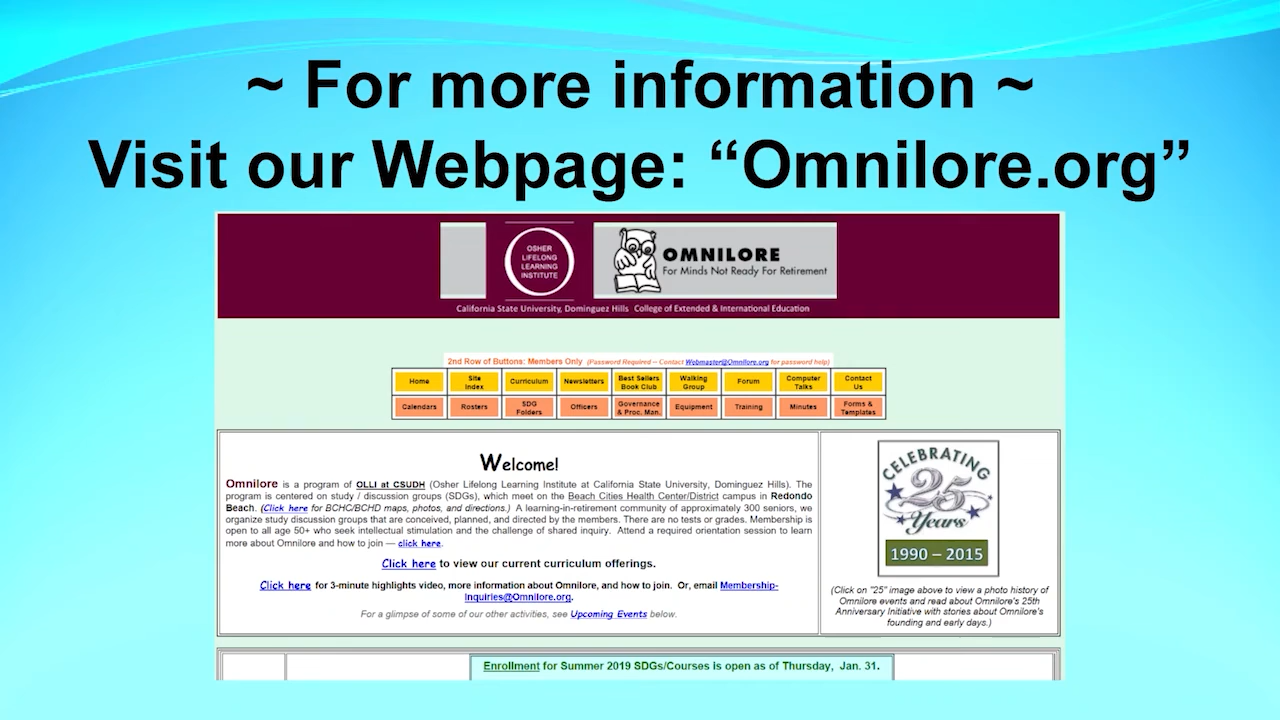 ~ For more information ~
Visit our Webpage: “Omnilore.org”
OSHER
LIFELONG
LEARNING
INSTITUTE
OMNILORE
For Minds Not Ready For Retirement
California State University, Dominguez Hills College of Extended & International Education
2nd Row of Buttons: Members Only (Password Required -- Contact Webmaster@Omnilore.org for password help)
Home Site Index Curriculum Newsletters Best Sellers Book Club Walking Group Forum Computer Talks Contact Us
Calendars Rosters SDG Folders Officers Governance & Proc. Man. Equipment Training Minutes Forms & Templates
Welcome!
Omnilore is a program of OLLI at CSUDH (Osher Lifelong Learning Institute at California State University, Dominguez Hills). The
program is centered on study / discussion groups (SDGs), which meet on the Beach Cities Health Center/District campus in Redondo
Beach. (Click here for BCHC/BCHD maps, photos, and directions.) A learning-in-retirement community of approximately 300 seniors, we
organize study discussion groups that are conceived, planned, and directed by the members. There are no tests or grades. Membership is
open to all age 50+ who seek intellectual stimulation and the challenge of shared inquiry. Attend a required orientation session to learn
more about Omnilore and how to join — click here.
Click here to view our current curriculum offerings.
Click here for 3-minute highlights video, more information about Omnilore, and how to join. Or, email Membership-
Inquiries@Omnilore.org.
For a glimpse of some of our other activities, see Upcoming Events below.
CELEBRATING
25
Years
1990 – 2015
(Click on "25" image above to view a photo history of
Omnilore events and read about Omnilore's 25th
Anniversary Initiative with stories about Omnilore's
founding and early days.)
Enrollment for Summer 2019 SDGs/Courses is open as of Thursday, Jan. 31.